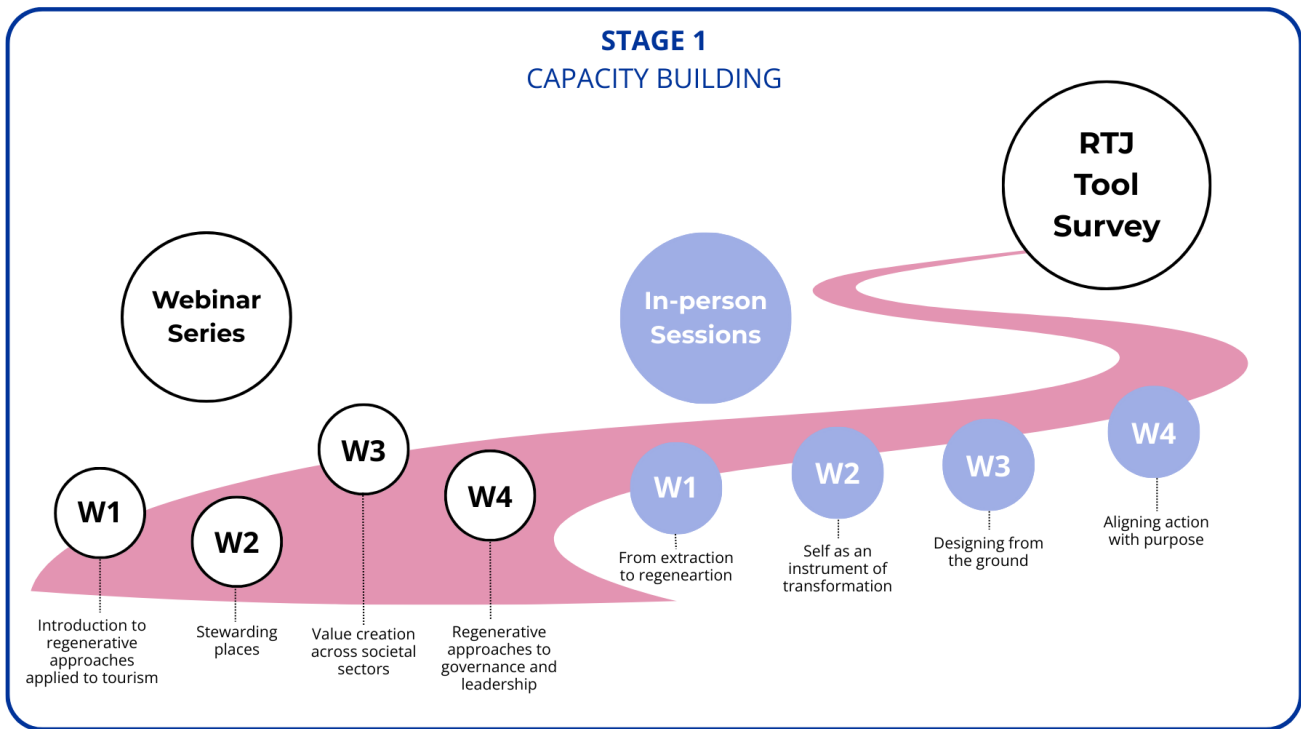 STAGE 1
CAPACITY BUILDING
RTJ
Tool
Survey
Webinar
Series
In-person
Sessions
W1
W2
W3
W4
W1
W2
W3
W4
Introduction to
regenerative
approaches
applied to tourism
Stewarding
places
Value creation
across societal
sectors
Regenerative
approaches to
governance and
leadership
From extraction
to regeneartion
Self as an
instrument of
transformation
Designing from
the ground
Aligning action
with purpose